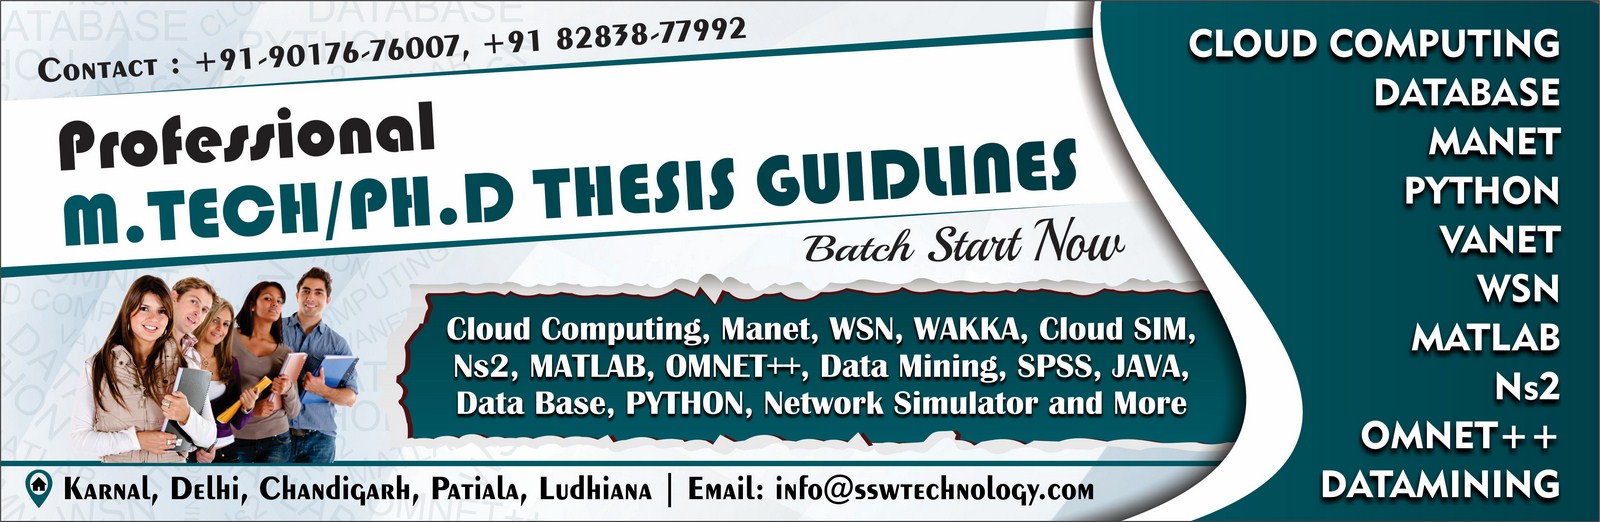 Contact : +91-90176-76007, +91 82838-77992
Professional
M.TECH/PH.D THESIS GUIDLINES
Batch Start Now
Cloud Computing, Manet, WSN, WAKKA, Cloud SIM,
Ns2, MATLAB, OMNET++, Data Mining, SPSS, JAVA,
Data Base, PYTHON, Network Simulator and More
Karnal, Delhi, Chandigarh, Patiala, Ludhiana | Email: info@sswtechnology.com
CLOUD COMPUTING
DATABASE
MANET
PYTHON
VANET
WSN
MATLAB
Ns2
OMNET++
DATAMINING